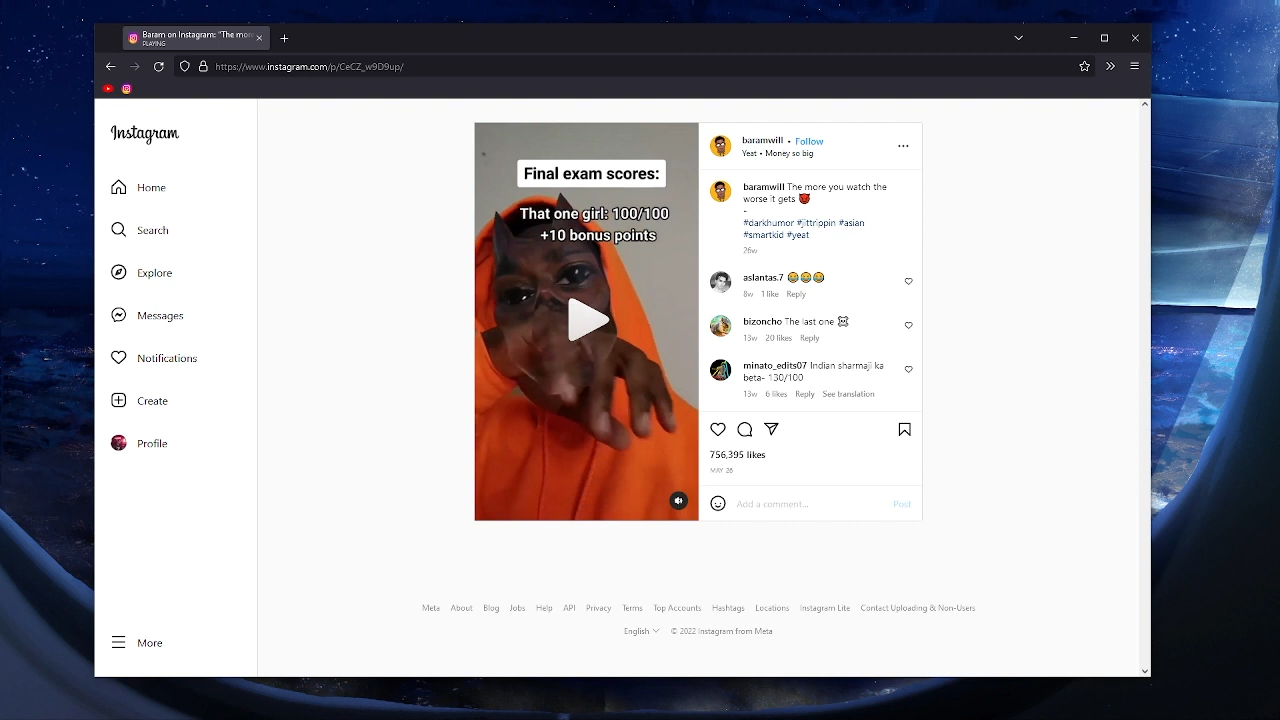 Baram on Instagram: "The more
PLAYING
https://www.instagram.com/p/CeCZ_w9D9up/
Instagram
Home
Search
Explore
Messages
Notifications
Create
Profile
More
Final exam scores:
That one girl: 100/100
+10 bonus points
baramwill • Follow
Yeat • Money so big
baramwill The more you watch the
worse it gets 👿
-
#darkhumor #jittrippin #asian
#smartkid #yeat
26w
aslantas.7 😂😂😂
8w 1 like Reply
bizoncho The last one ☠
13w 20 likes Reply
minato_edits07 Indian sharmaji ka
beta- 130/100
13w 6 likes Reply See translation
756,395 likes
MAY 26
Add a comment...
Post
Meta About Blog Jobs Help API Privacy Terms Top Accounts Hashtags Locations Instagram Lite Contact Uploading & Non-Users
English © 2022 Instagram from Meta